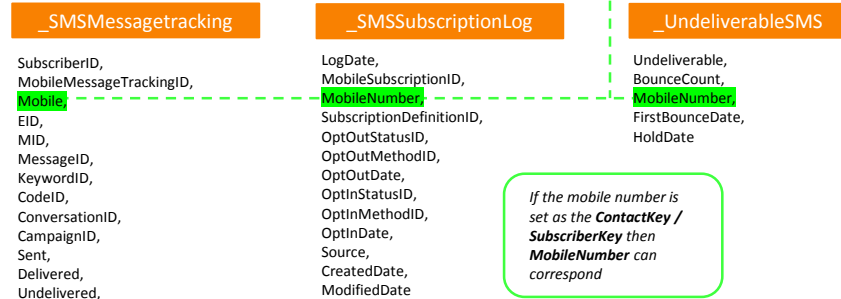 _SMSMessagetracking
SubscriberID,
MobileMessageTrackingID,
Mobile,
EID,
MID,
MessageID,
KeywordID,
CodeID,
ConversationID,
CampaignID,
Sent,
Delivered,
Undelivered,
_SMSSubscriptionLog
LogDate,
MobileSubscriptionID,
MobileNumber,
SubscriptionDefinitionID,
OptOutStatusID,
OptOutMethodID,
OptOutDate,
OptInStatusID,
OptInMethodID,
OptInDate,
Source,
CreatedDate,
ModifiedDate
_UndeliverableSMS
Undeliverable,
BounceCount,
MobileNumber,
FirstBounceDate,
HoldDate
If the mobile number is
set as the ContactKey /
SubscriberKey then
MobileNumber can
correspond